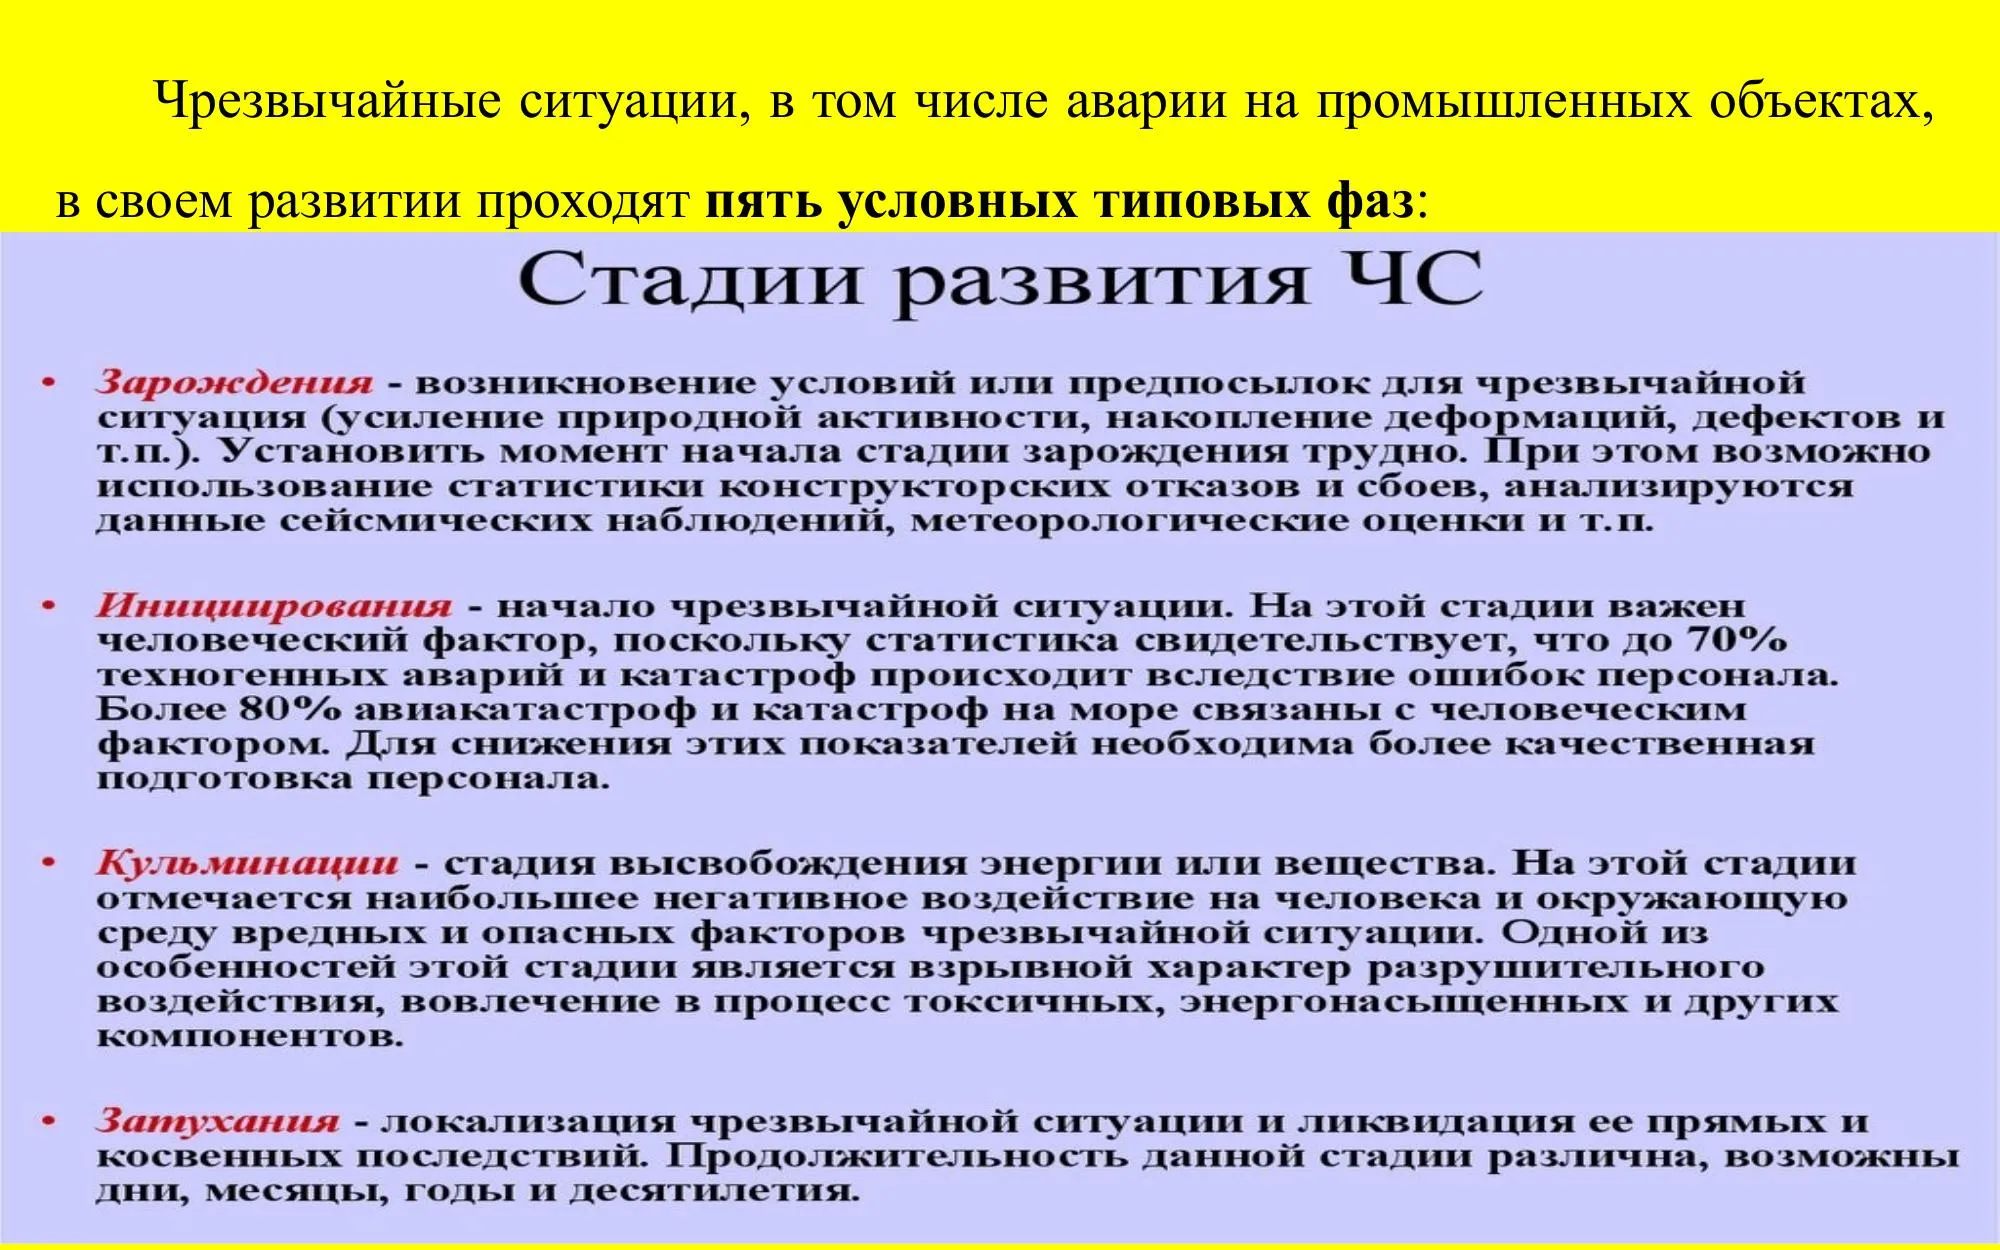 Чрезвычайные ситуации, в том числе аварии на промышленных объектах,
в своем развитии проходят пять условных типовых фаз:
Стадии развития ЧС
• Зарождения - возникновение условий или предпосылок для чрезвычайной
ситуация (усиление природной активности, накопление деформаций, дефектов и
т.п.). Установить момент начала стадии зарождения трудно. При этом возможно
использование статистики конструкторских отказов и сбоев, анализируются
данные сейсмических наблюдений, метеорологические оценки и т.п.
• Инициирования - начало чрезвычайной ситуации. На этой стадии важен
человеческий фактор, поскольку статистика свидетельствует, что до 70%
техногенных аварий и катастроф происходит вследствие ошибок персонала.
Более 80% авиакатастроф и катастроф на море связаны с человеческим
фактором. Для снижения этих показателей необходима более качественная
подготовка персонала.
• Кульминации - стадия высвобождения энергии или вещества. На этой стадии
отмечается наибольшее негативное воздействие на человека и окружающую
среду вредных и опасных факторов чрезвычайной ситуации. Одной из
особенностей этой стадии является взрывной характер разрушительного
воздействия, вовлечение в процесс токсичных, энергонасыщенных и других
компонентов.
• Затухания - локализация чрезвычайной ситуации и ликвидация ее прямых и
косвенных последствий. Продолжительность данной стадии различна, возможны
дни, месяцы, годы и десятилетия.